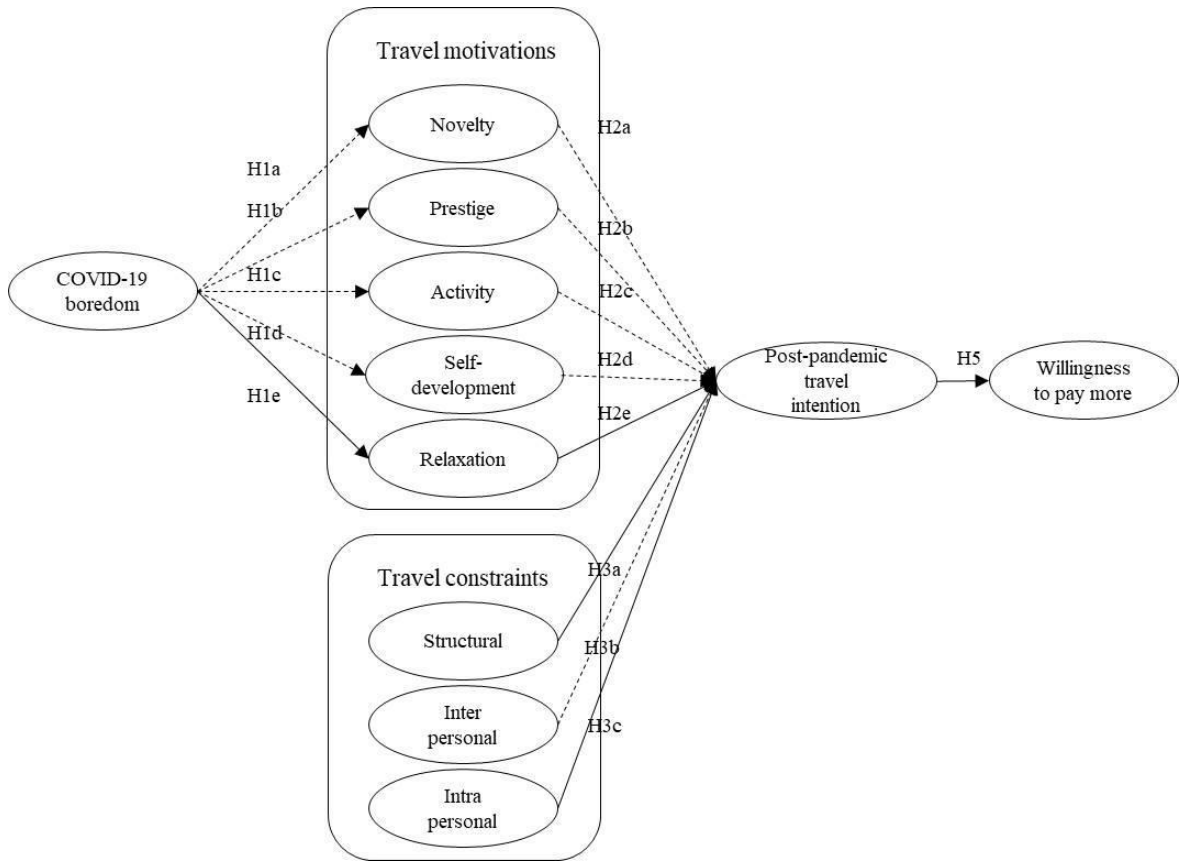 Travel motivations
Novelty
H2a
H1a
Prestige
H1b
H2b
COVID-19
boredom
H1c
Activity
H2c
H1d
Self-
development
H2d
Post-pandemic
travel
intention
H5
Willingness
to pay more
H1e
H2e
Relaxation
Travel constraints
H3a
Structural
H3b
Inter
personal
H3c
Intra
personal